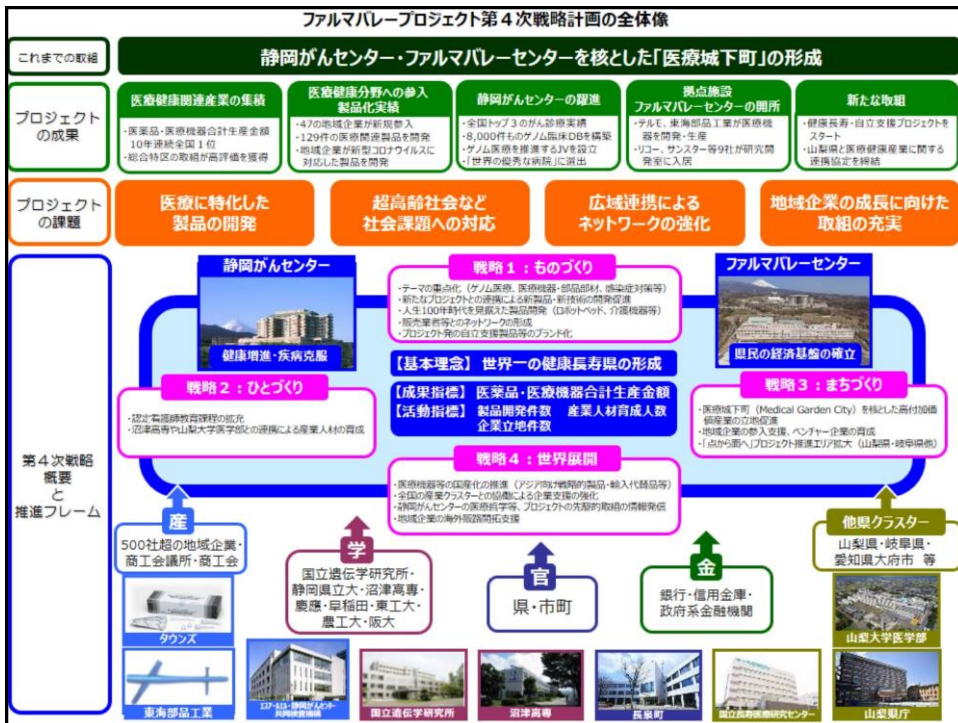 ファルマバレープロジェクト第４次戦略計画の全体像
これまでの取組
静岡がんセンター・ファルマバレーセンターを核とした「医療城下町」の形成
プロジェクト
の成果
医療健康関連産業の集積
・医薬品・医療機器合計生産金額
10年連続全国１位
・総合特区の取組が高評価を獲得
医療健康分野への参入
製品化実績
・47の地域企業が新規参入
・129件の医療関連製品を開発
・地域企業が新型コロナウイルスに
対応した製品を開発
静岡がんセンターの躍進
・全国トップ３のがん診療実績
・8,000件ものゲノム臨床DBを構築
・ゲノム医療を推進するJVを設立
・「世界の優秀な病院」に選出
拠点施設
ファルマバレーセンターの開所
・テルモ、東海部品工業が医療機
器を開発・生産
・リコー、サンスター等９社が研究開
発室に入居
新たな取組
・健康長寿・自立支援プロジェクトを
スタート
・山梨県と医療健康産業に関する
連携協定を締結
プロジェクト
の課題
医療に特化した
製品の開発
超高齢社会など
社会課題への対応
広域連携による
ネットワークの強化
地域企業の成長に向けた
取組の充実
第４次戦略
概要
と
推進フレーム
静岡がんセンター
健康増進・疾病克服
戦略１：ものづくり
・テーマの重点化（ゲノム医療、医療機器・部品部材、感染症対策等）
・新たなプロジェクトとの連携による新製品・新技術の開発促進
・人生100年時代を見据えた製品開発（ロボットベッド、介護機器等）
・販売業者等とのネットワークの形成
・プロジェクト発の自立支援製品等のブランド化
ファルマバレーセンター
県民の経済基盤の確立
【基本理念】世界一の健康長寿県の形成
【成果指標】医薬品・医療機器合計生産金額
【活動指標】製品開発件数　産業人材育成人数
企業立地件数
戦略２：ひとづくり
・認定看護師教育課程の拡充
・沼津高専や山梨大学医学部との連携による産業人材の育成
戦略３：まちづくり
・医療城下町（Medical Garden City）を核とした高付加価
値産業の立地促進
・地域企業の参入支援、ベンチャー企業の育成
・「点から面へ」プロジェクト推進エリア拡大（山梨県・岐阜県他）
戦略４：世界展開
・医療機器等の国産化の推進（アジア向け戦略的製品・輸入代替品等）
・全国の産業クラスターとの協働による企業支援の強化
・静岡がんセンターの医療哲学等、プロジェクトの先駆的取組の情報発信
・地域企業の海外販路開拓支援
産
500社超の地域企業・
商工会議所・商工会
学
国立遺伝学研究所・
静岡県立大・沼津高専・
慶應・早稲田・東工大・
農工大・阪大
官
県・市町
金
銀行・信用金庫・
政府系金融機関
他県クラスター
山梨県・岐阜県・
愛知県大府市 等
タウンズ
山梨大学医学部
東海部品工業
エスアールエル・静岡がんセンター
共同検査機構
国立遺伝学研究所
沼津高専
長泉町
国立長寿医療研究センター
山梨県庁